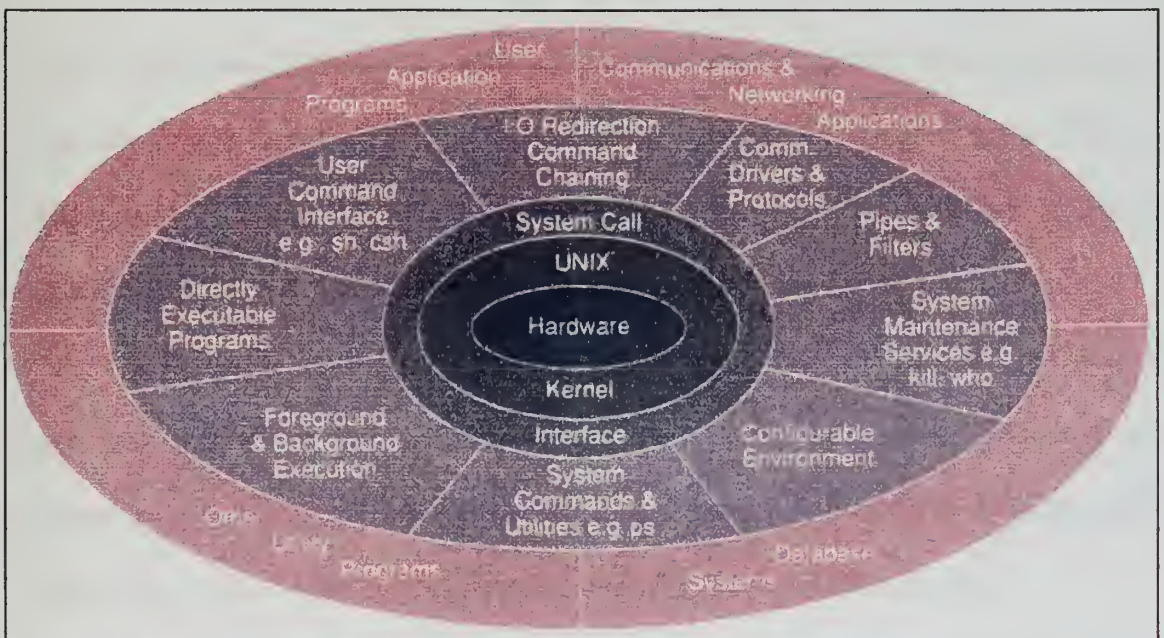 User
Application
Programs
Communications &
Networking
Applications
I-O Redirection
Command
Chaining
Comm.
Drivers &
Protocols
User
Command
Interface
e.g. sh, csh
Pipes &
Filters
System Call
UNIX
Hardware
Kernel
Interface
Directly
Executable
Programs
System
Maintenance
Services e.g
kill, who
Foreground
& Background
Execution
Configurable
Environment
System
Commands &
Utilities e.g ps
Programs
Database
Systems